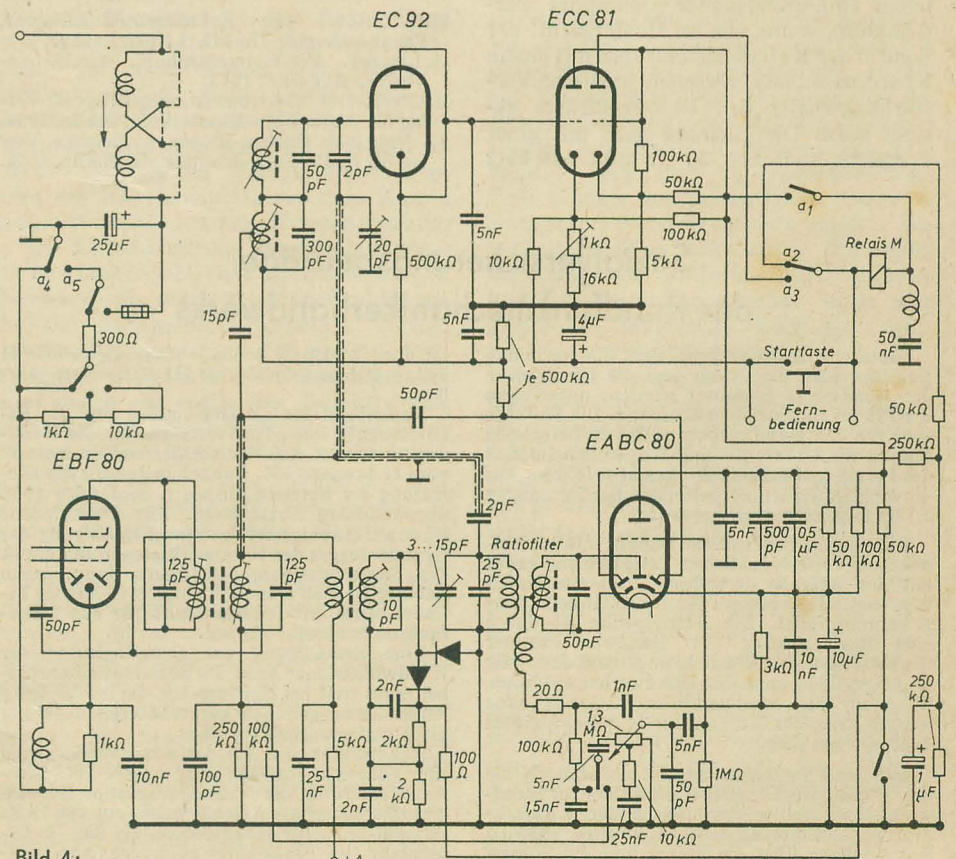 EC 92
ECC 81
50 pF
2pF
100kΩ
50kΩ
a1
100kΩ
25µF
+
300 pF
20 pF
500kΩ
5nF
10kΩ
1kΩ
16kΩ
5kΩ
a2
a3
Relais M
a4
a5
15pF
5nF
4µF
+
50 nF
300Ω
je 500kΩ
Starttaste
Fern-
bedienung
50kΩ
1kΩ
10kΩ
50pF
EBF 80
EABC 80
250kΩ
2pF
5nF
500 pF
0,5 µF
50 kΩ
100 kΩ
50kΩ
3...15pF
Ratiofilter
125 pF
125 pF
10 pF
25 pF
50pF
50pF
3kΩ
10 nF
+
10µF
2nF
20Ω
1nF
250 kΩ
1kΩ
10nF
100 pF
250 kΩ
100 kΩ
25 nF
5kΩ
2kΩ
2 kΩ
2nF
100 Ω
100kΩ
1,3 MΩ
5nF
5nF
1,5nF
25nF
10kΩ
50 pF
1MΩ
+
1 µF
Bild 4: